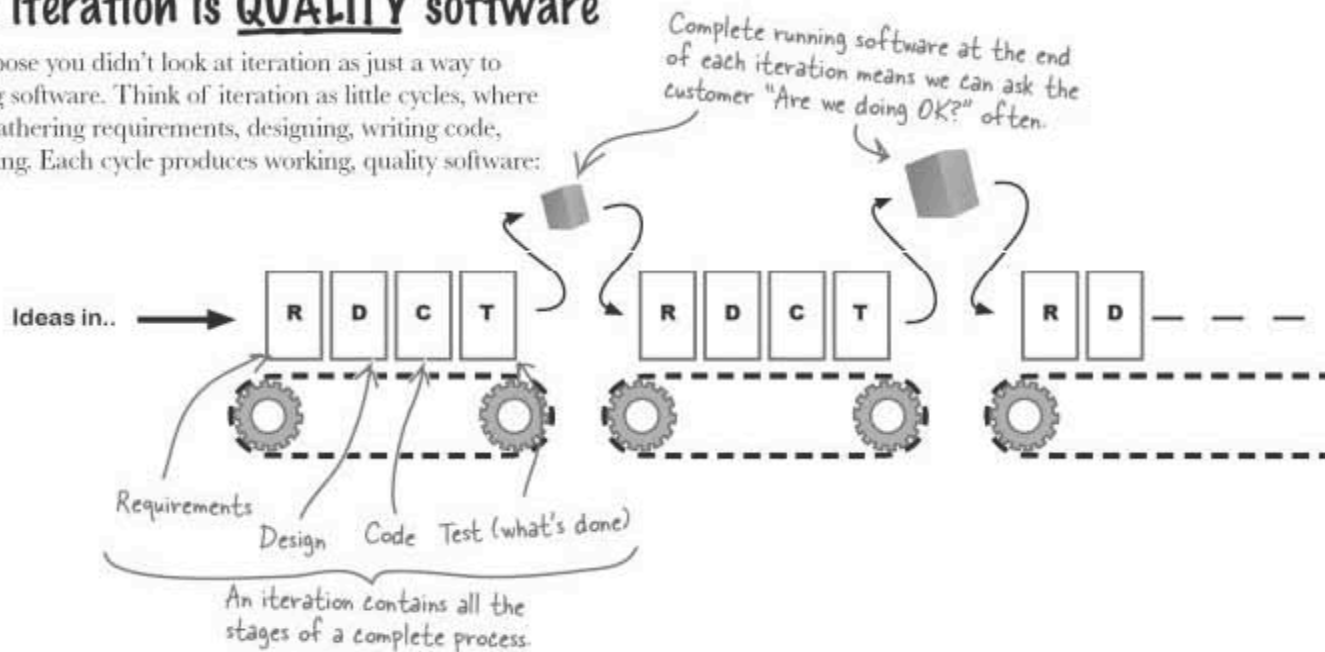 iteration is QUALITY software
pose you didn't look at iteration as just a way to
g software. Think of iteration as little cycles, where
athering requirements, designing, writing code,
ing. Each cycle produces working, quality software:
Complete running software at the end
of each iteration means we can ask the
customer "Are we doing OK?" often.
Ideas in..
R D C T
R D C T
R D
Requirements
Design
Code
Test (what's done)
An iteration contains all the
stages of a complete process.